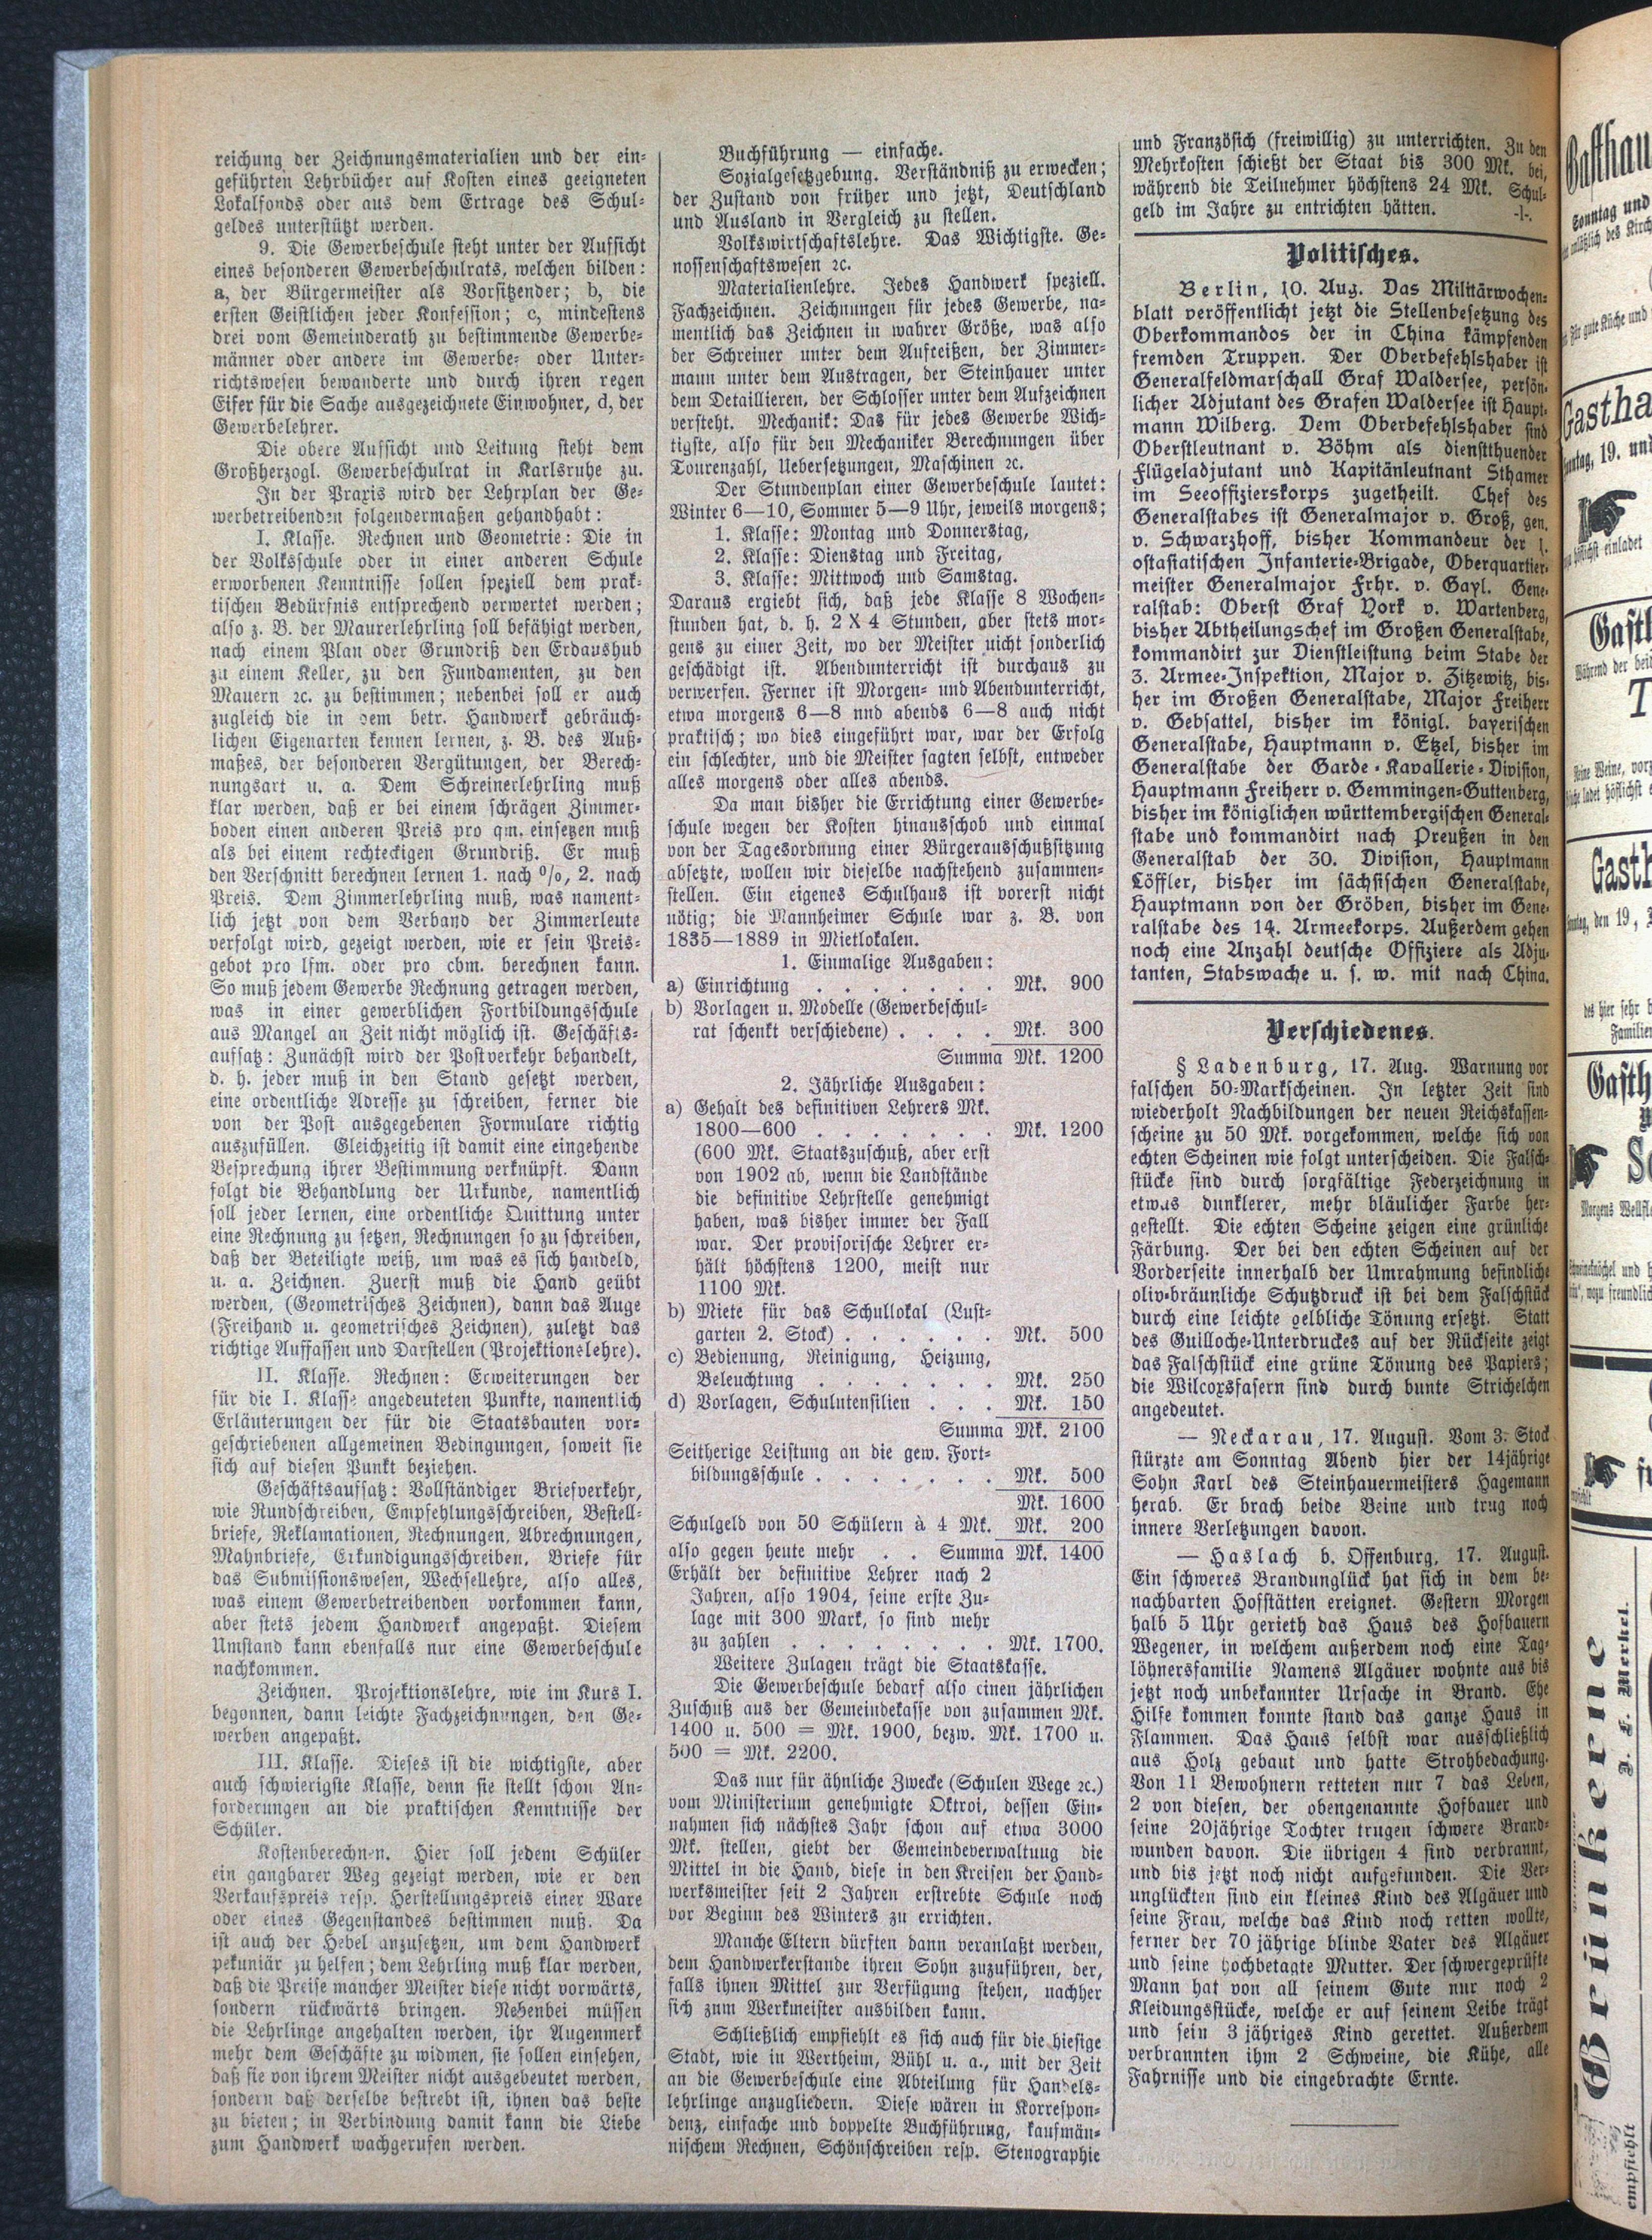 reichung der Zeichnungsmaterialien und der ein-
geführten Lehrbücher auf Kosten eines geeigneten
Lokalfonds oder aus dem Ertrage des Schul-
geldes unterstützt werden.
9. Die Gewerbeschule steht unter der Aufsicht
eines besonderen Gewerbeschulrats, welchen bilden:
a, der Bürgermeister als Vorsitzender; b, die
ersten Geistlichen jeder Konfession; c, mindestens
drei vom Gemeinderath zu bestimmende Gewerbe-
männer oder andere im Gewerbe- oder Unter-
richtswesen bewanderte und durch ihren regen
Eifer für die Sache ausgezeichnete Einwohner, d, der
Gewerbelehrer.
Die obere Aufsicht und Leitung steht dem
Großherzogl. Gewerbeschulrat in Karlsruhe zu.
In der Praxis wird der Lehrplan der Ge-
werbetreibenden folgendermaßen gehandhabt:
I. Klasse. Rechnen und Geometrie: Die in
der Volksschule oder in einer anderen Schule
erworbenen Kenntnisse sollen speziell dem prak-
tischen Bedürfnis entsprechend verwertet werden;
also z. B. der Maurerlehrling soll befähigt werden,
nach einem Plan oder Grundriß den Erdaushub
zu einem Keller, zu den Fundamenten, zu den
Mauern ꝛc. zu bestimmen; nebenbei soll er auch
zugleich die in dem betr. Handwerk gebräuch-
lichen Eigenarten kennen lernen, z. B. des Auß-
maßes, der besonderen Vergütungen, der Berech-
nungsart u. a. Dem Schreinerlehrling muß
klar werden, daß er bei einem schrägen Zimmer-
boden einen anderen Preis pro qm. einsetzen muß
als bei einem rechteckigen Grundriß. Er muß
den Verschnitt berechnen lernen 1. nach %, 2. nach
Preis. Dem Zimmerlehrling muß, was nament-
lich jetzt von dem Verband der Zimmerleute
verfolgt wird, gezeigt werden, wie er sein Preis-
gebot pro lfm. oder pro cbm. berechnen kann.
So muß jedem Gewerbe Rechnung getragen werden,
was in einer gewerblichen Fortbildungsschule
aus Mangel an Zeit nicht möglich ist. Geschäfts-
aufsatz: Zunächst wird der Postverkehr behandelt,
d. h. jeder muß in den Stand gesetzt werden,
eine ordentliche Adresse zu schreiben, ferner die
von der Post ausgegebenen Formulare richtig
auszufüllen. Gleichzeitig ist damit eine eingehende
Besprechung ihrer Bestimmung verknüpft. Dann
folgt die Behandlung der Urkunde, namentlich
soll jeder lernen, eine ordentliche Quittung unter
eine Rechnung zu setzen, Rechnungen so zu schreiben,
daß der Beteiligte weiß, um was es sich handeld,
u. a. Zeichnen. Zuerst muß die Hand geübt
werden, (Geometrisches Zeichnen), dann das Auge
(Freihand u. geometrisches Zeichnen), zuletzt das
richtige Auffassen und Darstellen (Projektionslehre).
II. Klasse. Rechnen: Erweiterungen der
für die I. Klasse angedeuteten Punkte, namentlich
Erläuterungen der für die Staatsbauten vor-
geschriebenen allgemeinen Bedingungen, soweit sie
sich auf diesen Punkt beziehen.
Geschäftsaufsatz: Vollständiger Briefverkehr,
wie Rundschreiben, Empfehlungsschreiben, Bestell-
briefe, Reklamationen, Rechnungen, Abrechnungen,
Mahnbriefe, Erkundigungsschreiben, Briefe für
das Submissionswesen, Wechsellehre, also alles,
was einem Gewerbetreibenden vorkommen kann,
aber stets jedem Handwerk angepaßt. Diesem
Umstand kann ebenfalls nur eine Gewerbeschule
nachkommen.
Zeichnen. Projektionslehre, wie im Kurs I.
begonnen, dann leichte Fachzeichnungen, den Ge-
werben angepaßt.
III. Klasse. Dieses ist die wichtigste, aber
auch schwierigste Klasse, denn sie stellt schon An-
forderungen an die praktischen Kenntnisse der
Schüler.
Kostenberechnen. Hier soll jedem Schüler
ein gangbarer Weg gezeigt werden, wie er den
Verkaufspreis resp. Herstellungspreis einer Ware
oder eines Gegenstandes bestimmen muß. Da
ist auch der Hebel anzusetzen, um dem Handwerk
pekuniär zu helfen; dem Lehrling muß klar werden,
daß die Preise mancher Meister diese nicht vorwärts,
sondern rückwärts bringen. Nebenbei müssen
die Lehrlinge angehalten werden, ihr Augenmerk
mehr dem Geschäfte zu widmen, sie sollen einsehen,
daß sie von ihrem Meister nicht ausgebeutet werden,
sondern daß derselbe bestrebt ist, ihnen das beste
zu bieten; in Verbindung damit kann die Liebe
zum Handwerk wachgerufen werden.
Buchführung — einfache.
Sozialgesetzgebung. Verständniß zu erwecken;
der Zustand von früher und jetzt, Deutschland
und Ausland in Vergleich zu stellen.
Volkswirtschaftslehre. Das Wichtigste. Ge-
nossenschaftswesen ꝛc.
Materialienlehre. Jedes Handwerk speziell.
Fachzeichnen. Zeichnungen für jedes Gewerbe, na-
mentlich das Zeichnen in wahrer Größe, was also
der Schreiner unter dem Aufreißen, der Zimmer-
mann unter dem Austragen, der Steinhauer unter
dem Detaillieren, der Schlosser unter dem Aufzeichnen
versteht. Mechanik: Das für jedes Gewerbe Wich-
tigste, also für den Mechaniker Berechnungen über
Tourenzahl, Uebersetzungen, Maschinen ꝛc.
Der Stundenplan einer Gewerbeschule lautet:
Winter 6—10, Sommer 5—9 Uhr, jeweils morgens;
1. Klasse: Montag und Donnerstag,
2. Klasse: Dienstag und Freitag,
3. Klasse: Mittwoch und Samstag.
Daraus ergiebt sich, daß jede Klasse 8 Wochen-
stunden hat, d. h. 2 X 4 Stunden, aber stets mor-
gens zu einer Zeit, wo der Meister nicht sonderlich
geschädigt ist. Abendunterricht ist durchaus zu
verwerfen. Ferner ist Morgen- und Abendunterricht,
etwa morgens 6—8 nnd abends 6—8 auch nicht
praktisch; wo dies eingeführt war, war der Erfolg
ein schlechter, und die Meister sagten selbst, entweder
alles morgens oder alles abends.
Da man bisher die Errichtung einer Gewerbe-
schule wegen der Kosten hinausschob und einmal
von der Tagesordnung einer Bürgerausschußsitzung
absetzte, wollen wir dieselbe nachstehend zusammen-
stellen. Ein eigenes Schulhaus ist vorerst nicht
nötig; die Mannheimer Schule war z. B. von
1835—1889 in Mietlokalen.
1. Einmalige Ausgaben:
a) Einrichtung . . . . . . . Mk. 900
b) Vorlagen u. Modelle (Gewerbeschul-
rat schenkt verschiedene) . . . . Mk. 300
Summa Mk. 1200
2. Jährliche Ausgaben:
a) Gehalt des definitiven Lehrers Mk.
1800—600 . . . . . . . Mk. 1200
(600 Mk. Staatszuschuß, aber erst
von 1902 ab, wenn die Landstände
die definitive Lehrstelle genehmigt
haben, was bisher immer der Fall
war. Der provisorische Lehrer er-
hält höchstens 1200, meist nur
1100 Mk.
b) Miete für das Schullokal (Lust-
garten 2. Stock) . . . . . . Mk. 500
c) Bedienung, Reinigung, Heizung,
Beleuchtung . . . . . . . Mk. 250
d) Vorlagen, Schulutensilien . . . Mk. 150
Summa Mk. 2100
Seitherige Leistung an die gew. Fort-
bildungsschule . . . . . . . Mk. 500
Mk. 1600
Schulgeld von 50 Schülern à 4 Mk. Mk. 200
also gegen heute mehr . . Summa Mk. 1400
Erhält der definitive Lehrer nach 2
Jahren, also 1904, seine erste Zu-
lage mit 300 Mark, so sind mehr
zu zahlen . . . . . . . . Mk. 1700.
Weitere Zulagen trägt die Staatskasse.
Die Gewerbeschule bedarf also einen jährlichen
Zuschuß aus der Gemeindekasse von zusammen Mk.
1400 u. 500 = Mk. 1900, bezw. Mk. 1700 u.
500 = Mk. 2200.
Das nur für ähnliche Zwecke (Schulen Wege ꝛc.)
vom Ministerium genehmigte Oktroi, dessen Ein-
nahmen sich nächstes Jahr schon auf etwa 3000
Mk. stellen, giebt der Gemeindeverwaltung die
Mittel in die Hand, diese in den Kreisen der Hand-
werksmeister seit 2 Jahren erstrebte Schule noch
vor Beginn des Winters zu errichten.
Manche Eltern dürften dann veranlaßt werden,
dem Handwerkerstande ihren Sohn zuzuführen, der,
falls ihnen Mittel zur Verfügung stehen, nachher
sich zum Werkmeister ausbilden kann.
Schließlich empfiehlt es sich auch für die hiesige
Stadt, wie in Wertheim, Bühl u. a., mit der Zeit
an die Gewerbeschule eine Abteilung für Handels-
lehrlinge anzugliedern. Diese wären in Korrespon-
denz, einfache und doppelte Buchführung, kaufmän-
nischem Rechnen, Schönschreiben resp. Stenographie
und Französich (freiwillig) zu unterrichten. Zu den
Mehrkosten schießt der Staat bis 300 Mk. bei,
während die Teilnehmer höchstens 24 Mk. Schul-
geld im Jahre zu entrichten hätten. -l-.
Politisches.
Berlin, 10. Aug. Das Militärwochen-
blatt veröffentlicht jetzt die Stellenbesetzung des
Oberkommandos der in China kämpfenden
fremden Truppen. Der Oberbefehlshaber ist
Generalfeldmarschall Graf Waldersee, persön-
licher Adjutant des Grafen Waldersee ist Haupt-
mann Wilberg. Dem Oberbefehlshaber sind
Oberstleutnant v. Böhm als dienstthuender
Flügeladjutant und Kapitänleutnant Sthamer
im Seeoffizierskorps zugetheilt. Chef des
Generalstabes ist Generalmajor v. Groß, gen.
v. Schwarzhoff, bisher Kommandeur der 1.
ostasiatischen Infanterie-Brigade, Oberquartier-
meister Generalmajor Frhr. v. Gayl. Gene-
ralstab: Oberst Graf York v. Wartenberg,
bisher Abtheilungschef im Großen Generalstabe,
kommandirt zur Dienstleistung beim Stabe der
3. Armee-Inspektion, Major v. Zitzewitz, bis-
her im Großen Generalstabe, Major Freiherr
v. Gebsattel, bisher im königl. bayerischen
Generalstabe, Hauptmann v. Etzel, bisher im
Generalstabe der Garde-Kavallerie-Division,
Hauptmann Freiherr v. Gemmingen-Guttenberg,
bisher im königlichen württembergischen General-
stabe und kommandirt nach Preußen in den
Generalstab der 30. Division, Hauptmann
Löffler, bisher im sächsischen Generalstabe,
Hauptmann von der Gröben, bisher im Gene-
ralstabe des 14. Armeekorps. Außerdem gehen
noch eine Anzahl deutsche Offiziere als Adju-
tanten, Stabswache u. s. w. mit nach China.
Verschiedenes.
§ Ladenburg, 17. Aug. Warnung vor
falschen 50-Markscheinen. In letzter Zeit sind
wiederholt Nachbildungen der neuen Reichskassen-
scheine zu 50 Mk. vorgekommen, welche sich von
echten Scheinen wie folgt unterscheiden. Die Falsch-
stücke sind durch sorgfältige Federzeichnung in
etwas dunklerer, mehr bläulicher Farbe her-
gestellt. Die echten Scheine zeigen eine grünliche
Färbung. Der bei den echten Scheinen auf der
Vorderseite innerhalb der Umrahmung befindliche
oliv-bräunliche Schutzdruck ist bei dem Falschstück
durch eine leichte gelbliche Tönung ersetzt. Statt
des Guilloche-Unterdruckes auf der Rückseite zeigt
das Falschstück eine grüne Tönung des Papiers;
die Wilcoxsfasern sind durch bunte Strichelchen
angedeutet.
— Neckarau, 17. August. Vom 3. Stock
stürzte am Sonntag Abend hier der 14jährige
Sohn Karl des Steinhauermeisters Hagemann
herab. Er brach beide Beine und trug noch
innere Verletzungen davon.
— Haslach b. Offenburg, 17. August.
Ein schweres Brandunglück hat sich in dem be-
nachbarten Hofstätten ereignet. Gestern Morgen
halb 5 Uhr gerieth das Haus des Hofbauern
Wegener, in welchem außerdem noch eine Tag-
löhnersfamilie Namens Algäuer wohnte aus bis
jetzt noch unbekannter Ursache in Brand. Ehe
Hilfe kommen konnte stand das ganze Haus in
Flammen. Das Haus selbst war ausschließlich
aus Holz gebaut und hatte Strohbedachung.
Von 11 Bewohnern retteten nur 7 das Leben,
2 von diesen, der obengenannte Hofbauer und
seine 20jährige Tochter trugen schwere Brand-
wunden davon. Die übrigen 4 sind verbrannt,
und bis jetzt noch nicht aufgefunden. Die Ver-
unglückten sind ein kleines Kind des Algäuer und
seine Frau, welche das Kind noch retten wollte,
ferner der 70 jährige blinde Vater des Algäuer
und seine hochbetagte Mutter. Der schwergeprüfte
Mann hat von all seinem Gute nur noch 2
Kleidungsstücke, welche er auf seinem Leibe trägt
und sein 3 jähriges Kind gerettet. Außerdem
verbrannten ihm 2 Schweine, die Kühe, alle
Fahrnisse und die eingebrachte Ernte.
Sonntag und
Gastha
19. und
Während der
Gasth
den 19,
des hier sehr
Familien
Gasth
Morgens
Grünkerne
J. F. Merkel.
empfiehlt